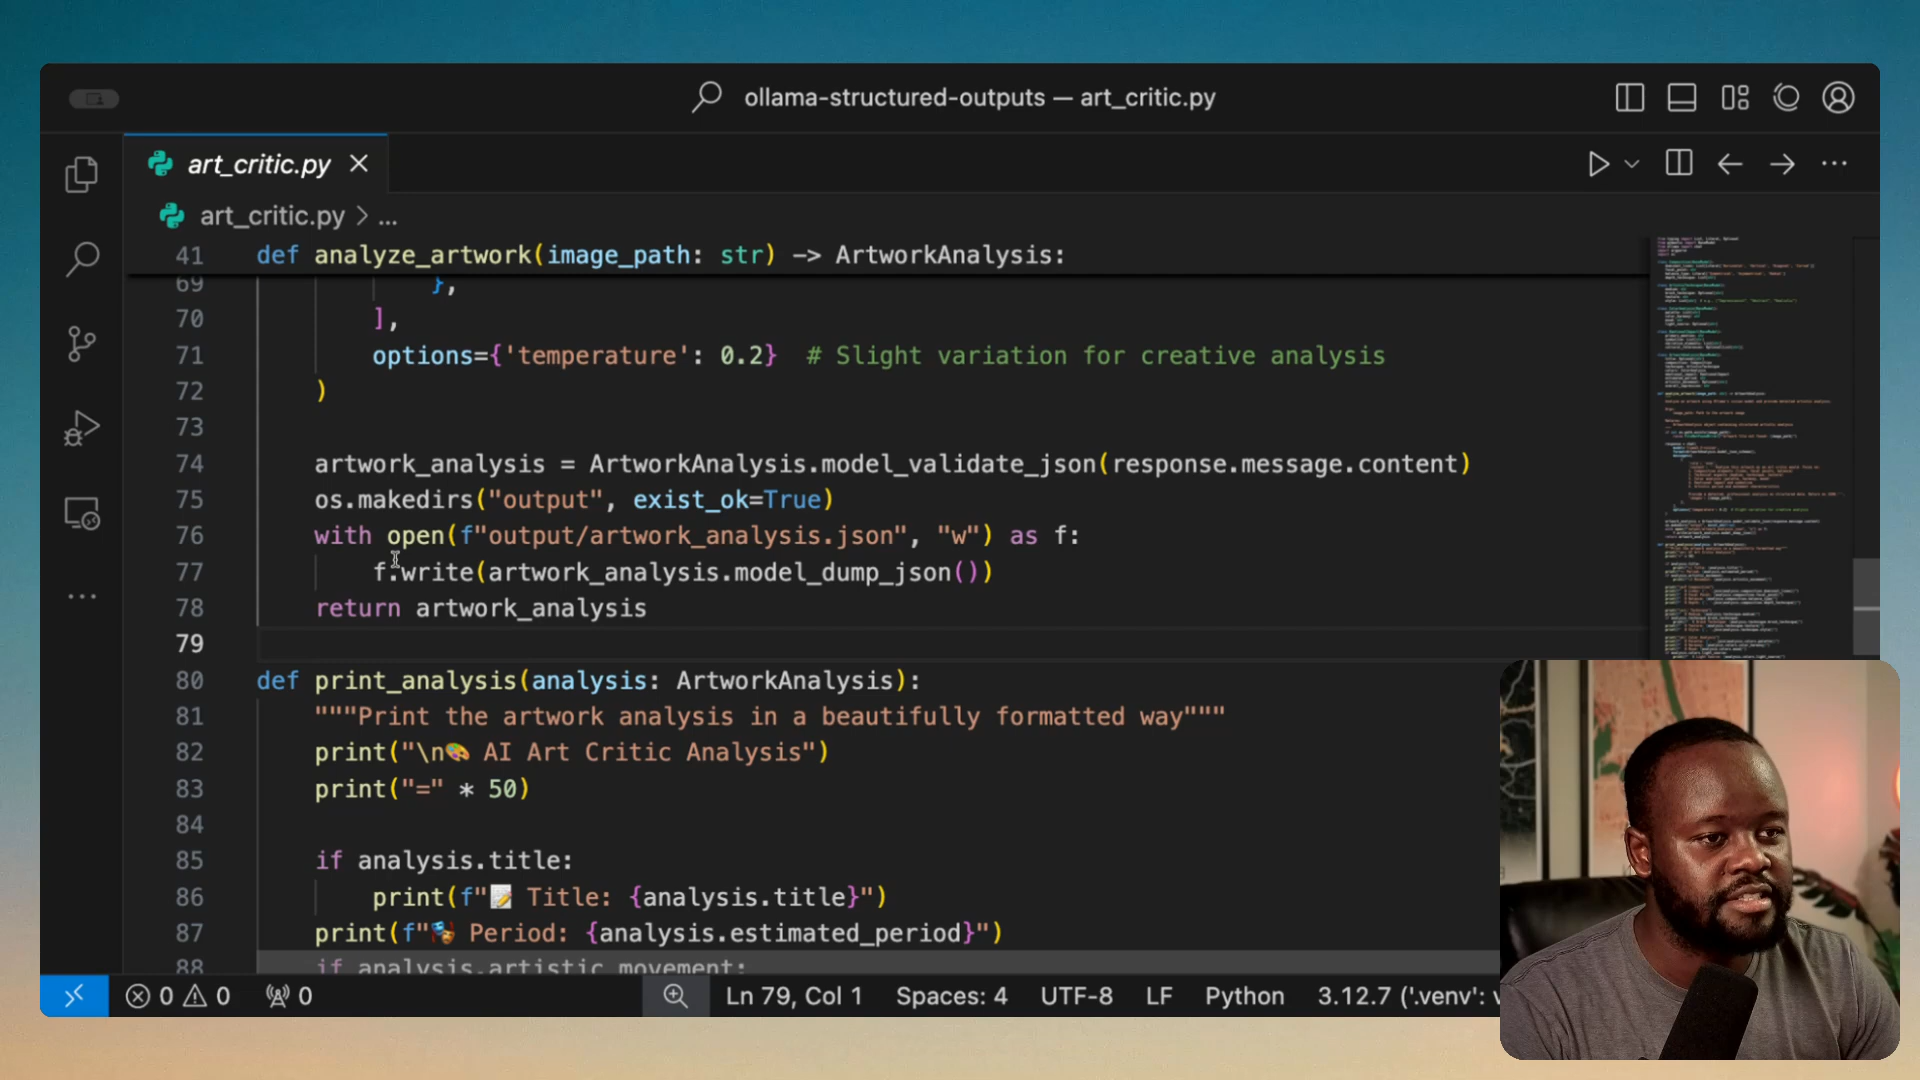 ollama-structured-outputs — art_critic.py
art_critic.py
art_critic.py > ...
41 def analyze_artwork(image_path: str) -> ArtworkAnalysis:
69 },
70 ],
71 options={'temperature': 0.2} # Slight variation for creative analysis
72 )
73
74 artwork_analysis = ArtworkAnalysis.model_validate_json(response.message.content)
75 os.makedirs("output", exist_ok=True)
76 with open(f"output/artwork_analysis.json", "w") as f:
77 f.write(artwork_analysis.model_dump_json())
78 return artwork_analysis
79
80 def print_analysis(analysis: ArtworkAnalysis):
81 """Print the artwork analysis in a beautifully formatted way"""
82 print("\n🎨 AI Art Critic Analysis")
83 print("=" * 50)
84
85 if analysis.title:
86 print(f"📝 Title: {analysis.title}")
87 print(f"🎭 Period: {analysis.estimated_period}")
88 if analysis.artistic_movement:
0 0 0 Ln 79, Col 1 Spaces: 4 UTF-8 LF Python 3.12.7 ('.venv':